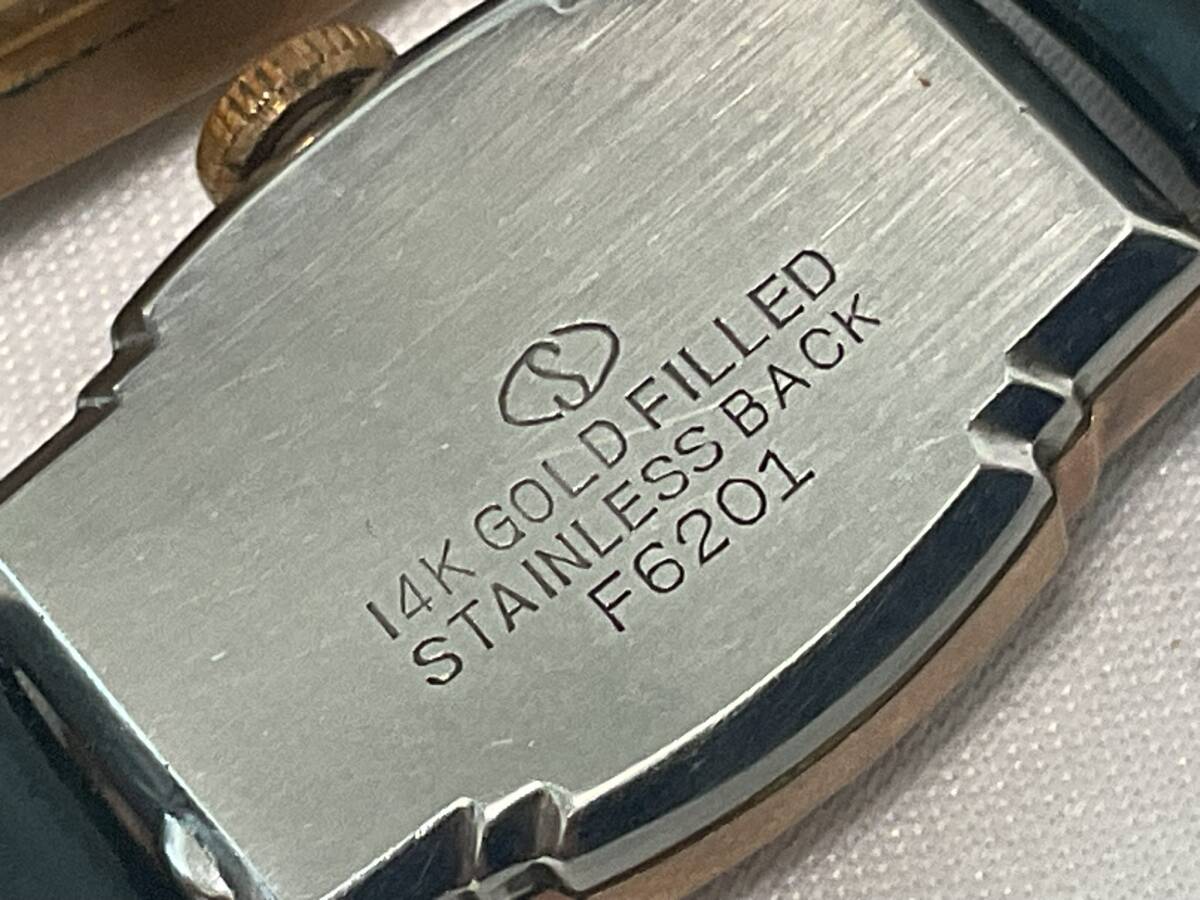 S
14K GOLD FILLED
STAINLESS BACK
F6201